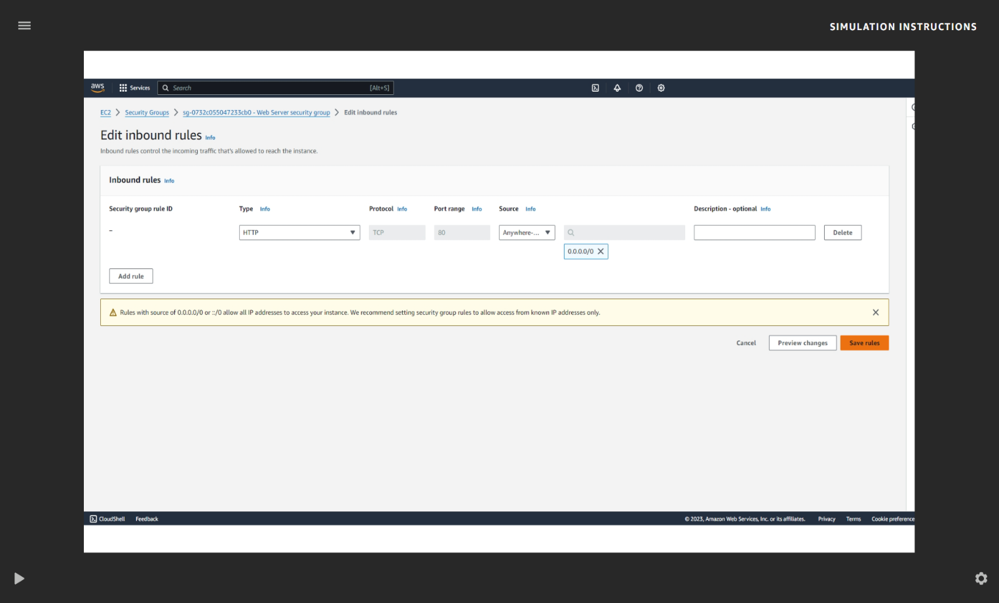 SIMULATION INSTRUCTIONS
aws
Services
Search
[Alt+S]
EC2 > Security Groups > sg-0732c055047233cb0 - Web Server security group > Edit inbound rules
Edit inbound rules Info
Inbound rules control the incoming traffic that's allowed to reach the instance.
Inbound rules Info
Security group rule ID
Type Info
Protocol Info
Port range Info
Source Info
Description - optional Info
–
HTTP
TCP
80
Anywhere-...
Delete
0.0.0.0/0
Add rule
Rules with source of 0.0.0.0/0 or ::/0 allow all IP addresses to access your instance. We recommend setting security group rules to allow access from known IP addresses only.
Cancel
Preview changes
Save rules
CloudShell
Feedback
© 2023, Amazon Web Services, Inc. or its affiliates.
Privacy
Terms
Cookie preference